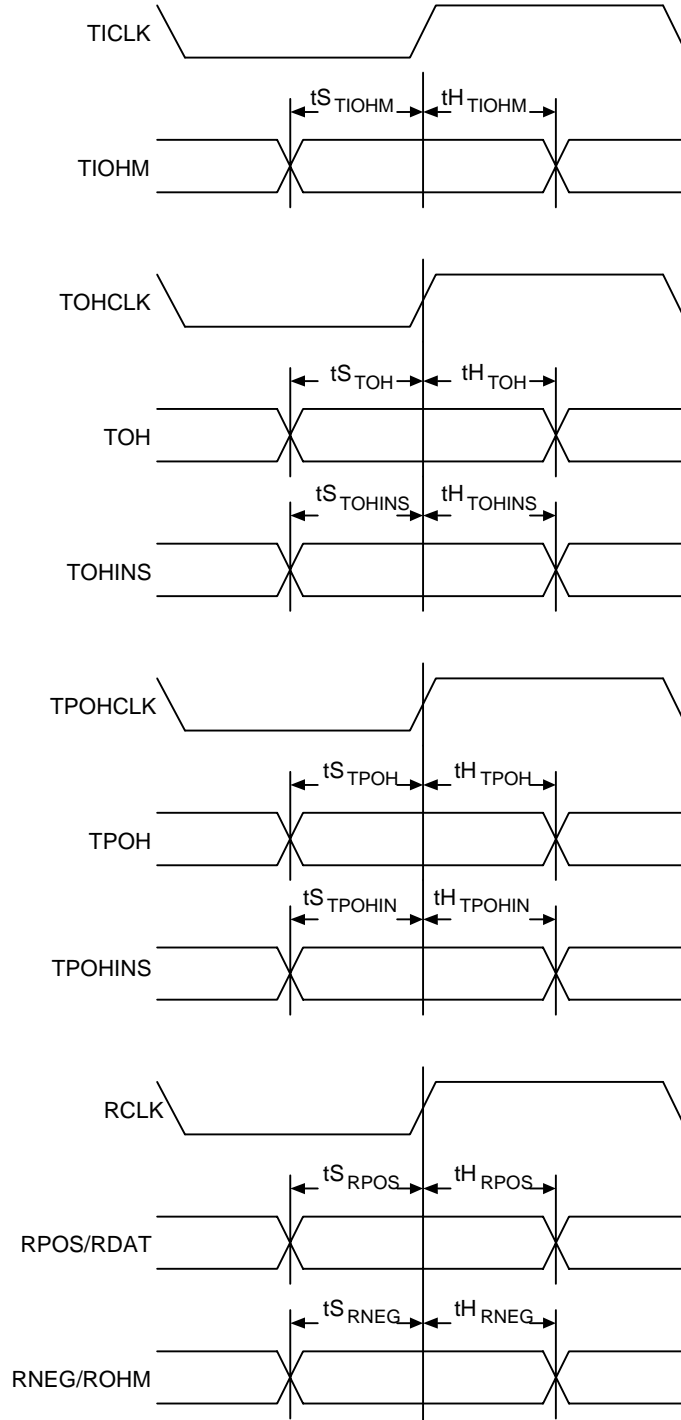 TICLK
tS TIOHM tH TIOHM
TIOHM
TOHCLK
tS TOH tH TOH
TOH
tS TOHINS tH TOHINS
TOHINS
TPOHCLK
tS TPOH tH TPOH
TPOH
tS TPOHIN tH TPOHIN
TPOHINS
RCLK
tS RPOS tH RPOS
RPOS/RDAT
tS RNEG tH RNEG
RNEG/ROHM